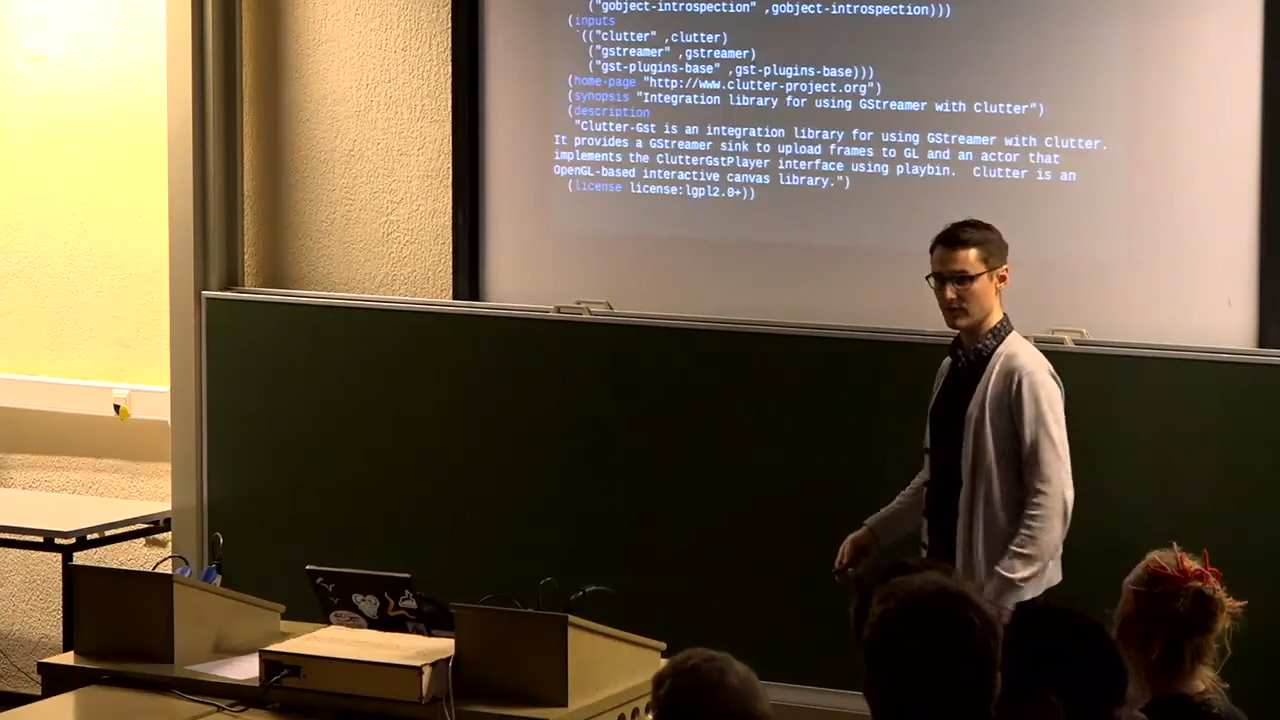 ("gobject-introspection" ,gobject-introspection)))
(inputs
`(("clutter" ,clutter)
("gstreamer" ,gstreamer)
("gst-plugins-base" ,gst-plugins-base)))
(home-page "http://www.clutter-project.org")
(synopsis "Integration library for using GStreamer with Clutter")
(description
"Clutter-Gst is an integration library for using GStreamer with Clutter.
It provides a GStreamer sink to upload frames to GL and an actor that
implements the ClutterGstPlayer interface using playbin.  Clutter is an
OpenGL-based interactive canvas library.")
(license license:lgpl2.0+))